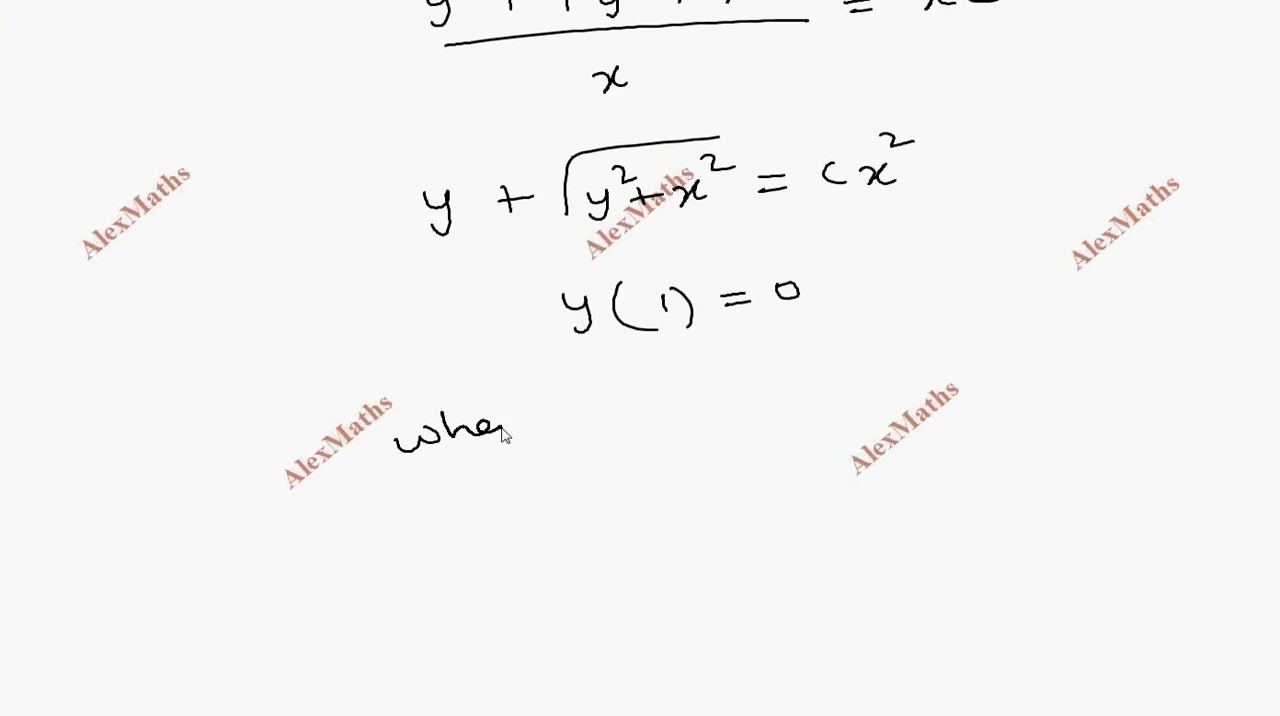 x
y + √(y²+x²) = cx²
y(1) = 0
whe
AlexMaths
AlexMaths
AlexMaths
AlexMaths
AlexMaths